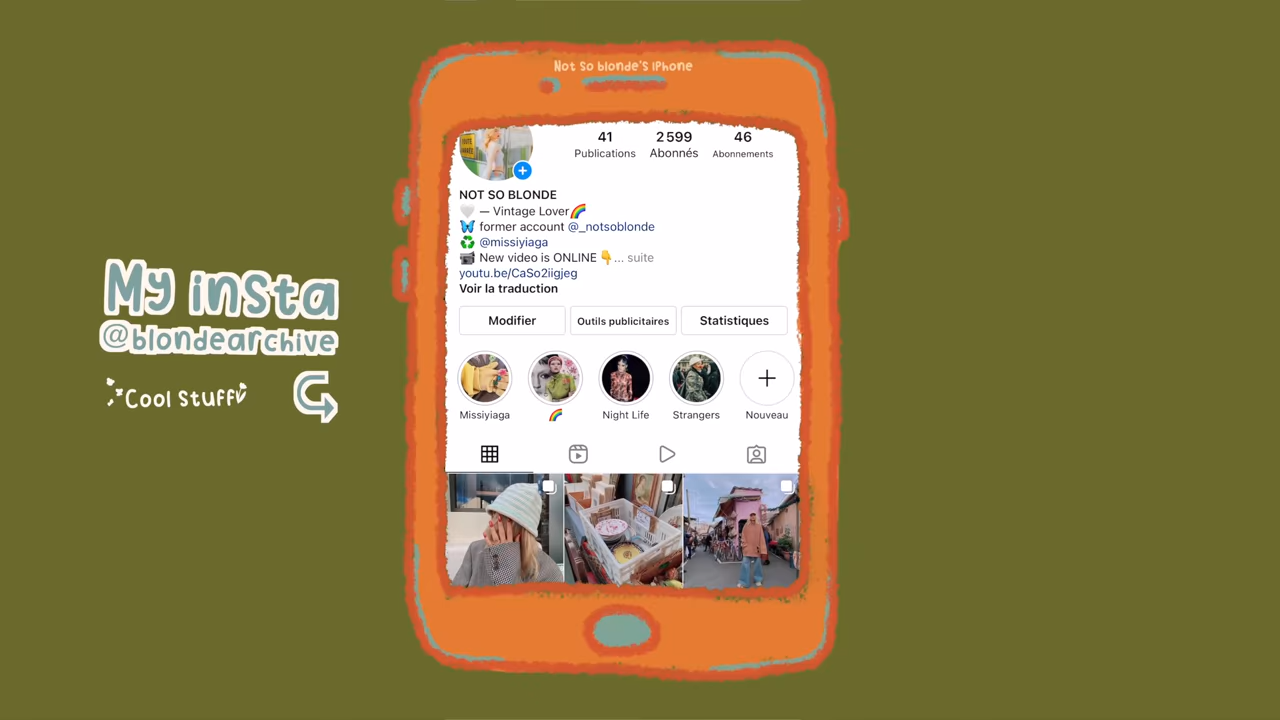 Not So blonde's iPhone
41 2 599 46
Publications Abonnés Abonnements
NOT SO BLONDE
🤍 — Vintage Lover🌈
🦋 former account @_notsoblonde
♻️ @missiyiaga
📹 New video is ONLINE 👇... suite
youtu.be/CaSo2iigjeg
Voir la traduction
Modifier Outils publicitaires Statistiques
Missiyiaga 🌈 Night Life Strangers Nouveau
My insta
@blondearchive
Cool Stuff